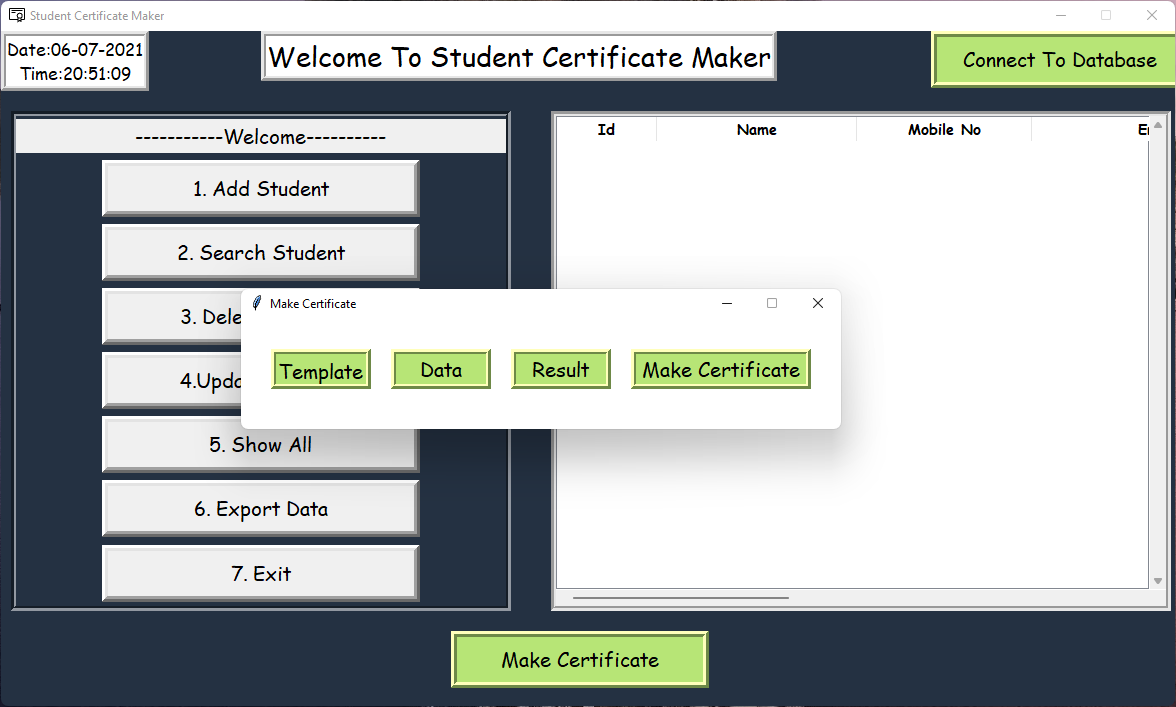 Student Certificate Maker
Date:06-07-2021
Time:20:51:09
Welcome To Student Certificate Maker
Connect To Database
-----------Welcome----------
1. Add Student
2. Search Student
3. Dele
4.Upda
5. Show All
6. Export Data
7. Exit
Id Name Mobile No
Make Certificate
Template Data Result Make Certificate
Make Certificate